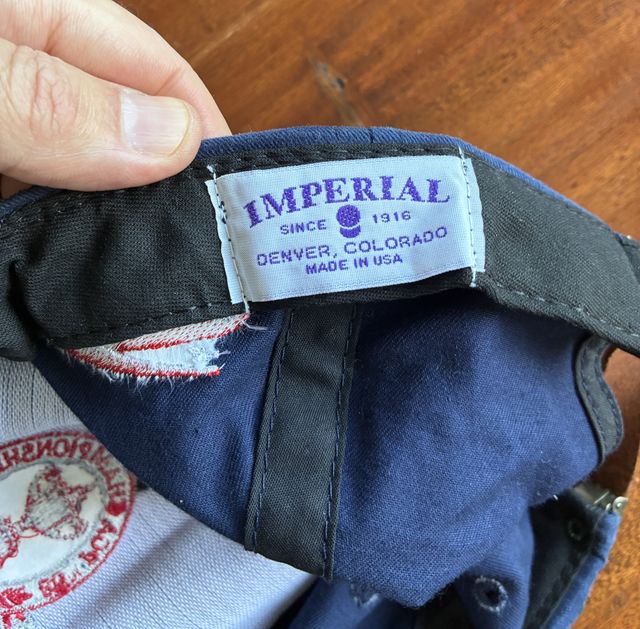 IMPERIAL
SINCE 1916
DENVER, COLORADO
MADE IN USA